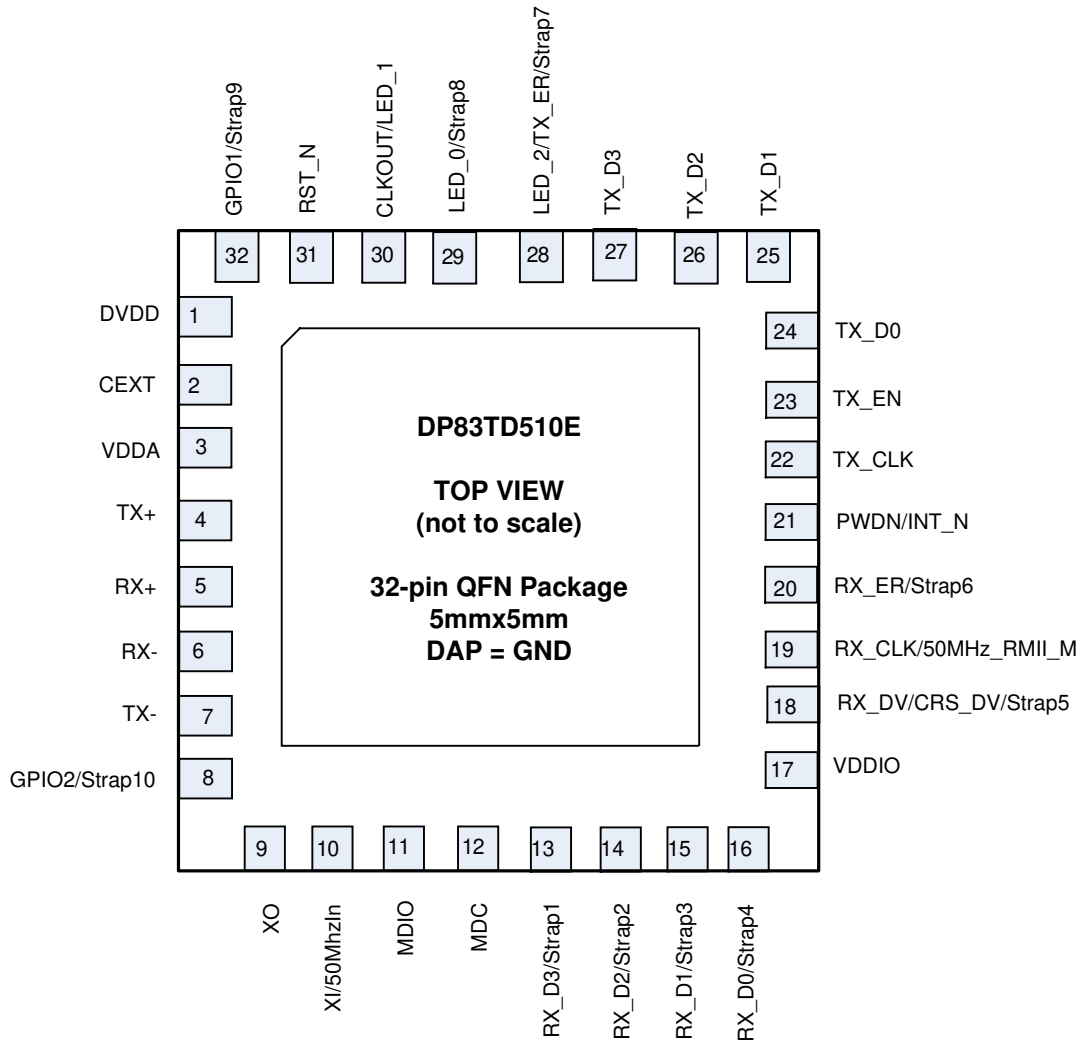 GPIO1/Strap9
RST_N
CLKOUT/LED_1
LED_0/Strap8
LED_2/TX_ER/Strap7
TX_D3
TX_D2
TX_D1
32
31
30
29
28
27
26
25
DVDD
1
CEXT
2
VDDA
3
TX+
4
RX+
5
RX-
6
TX-
7
GPIO2/Strap10
8
DP83TD510E
TOP VIEW
(not to scale)
32-pin QFN Package
5mmx5mm
DAP = GND
24
TX_D0
23
TX_EN
22
TX_CLK
21
PWDN/INT_N
20
RX_ER/Strap6
19
RX_CLK/50MHz_RMII_M
18
RX_DV/CRS_DV/Strap5
17
VDDIO
9
10
11
12
13
14
15
16
XO
XI/50MhzIn
MDIO
MDC
RX_D3/Strap1
RX_D2/Strap2
RX_D1/Strap3
RX_D0/Strap4